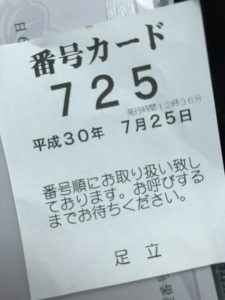 番号カード
725
発行時間12時36分
平成30年 7月25日
番号順にお取り扱い致し
ております。お呼びする
までお待ちください。
足立